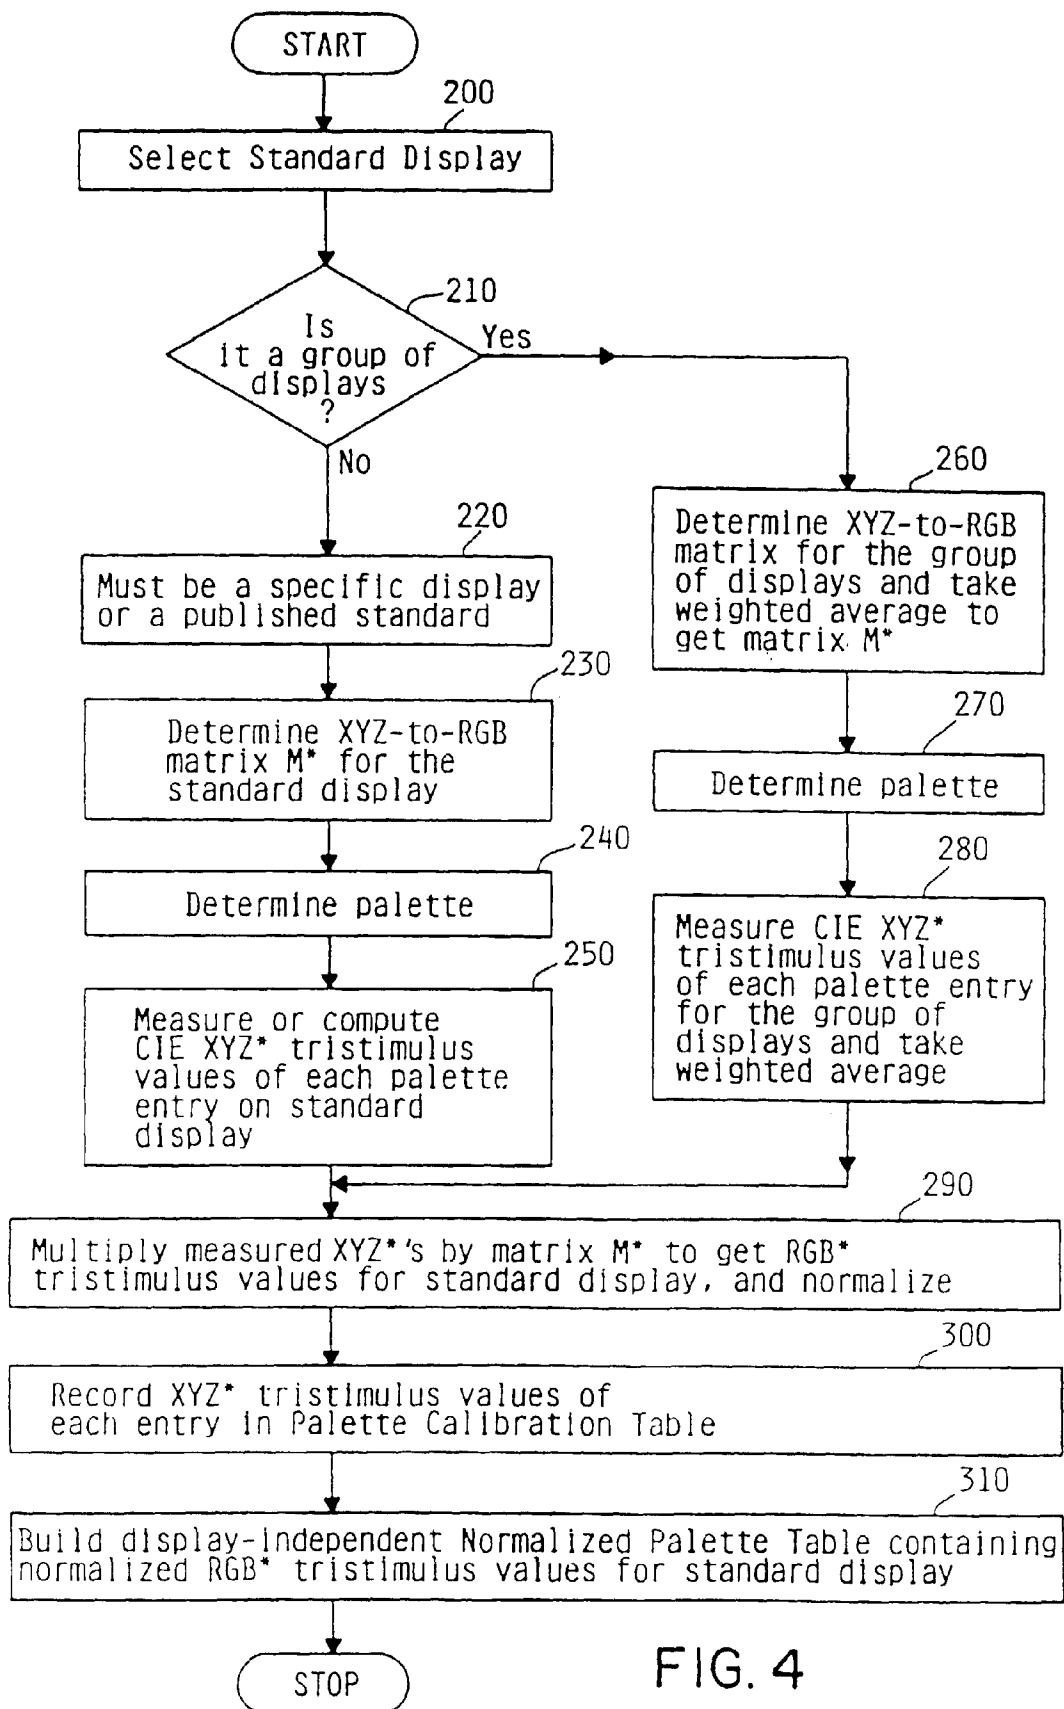 START
200
Select Standard Display
210
Is
it a group of
displays
?
Yes
No
220
Must be a specific display
or a published standard
230
Determine XYZ-to-RGB
matrix M* for the
standard display
240
Determine palette
250
Measure or compute
CIE XYZ* tristimulus
values of each palette
entry on standard
display
260
Determine XYZ-to-RGB
matrix for the group
of displays and take
weighted average to
get matrix M*
270
Determine palette
280
Measure CIE XYZ*
tristimulus values
of each palette entry
for the group of
displays and take
weighted average
290
Multiply measured XYZ*'s by matrix M* to get RGB*
tristimulus values for standard display, and normalize
300
Record XYZ* tristimulus values of
each entry in Palette Calibration Table
310
Build display-independent Normalized Palette Table containing
normalized RGB* tristimulus values for standard display
STOP
FIG. 4